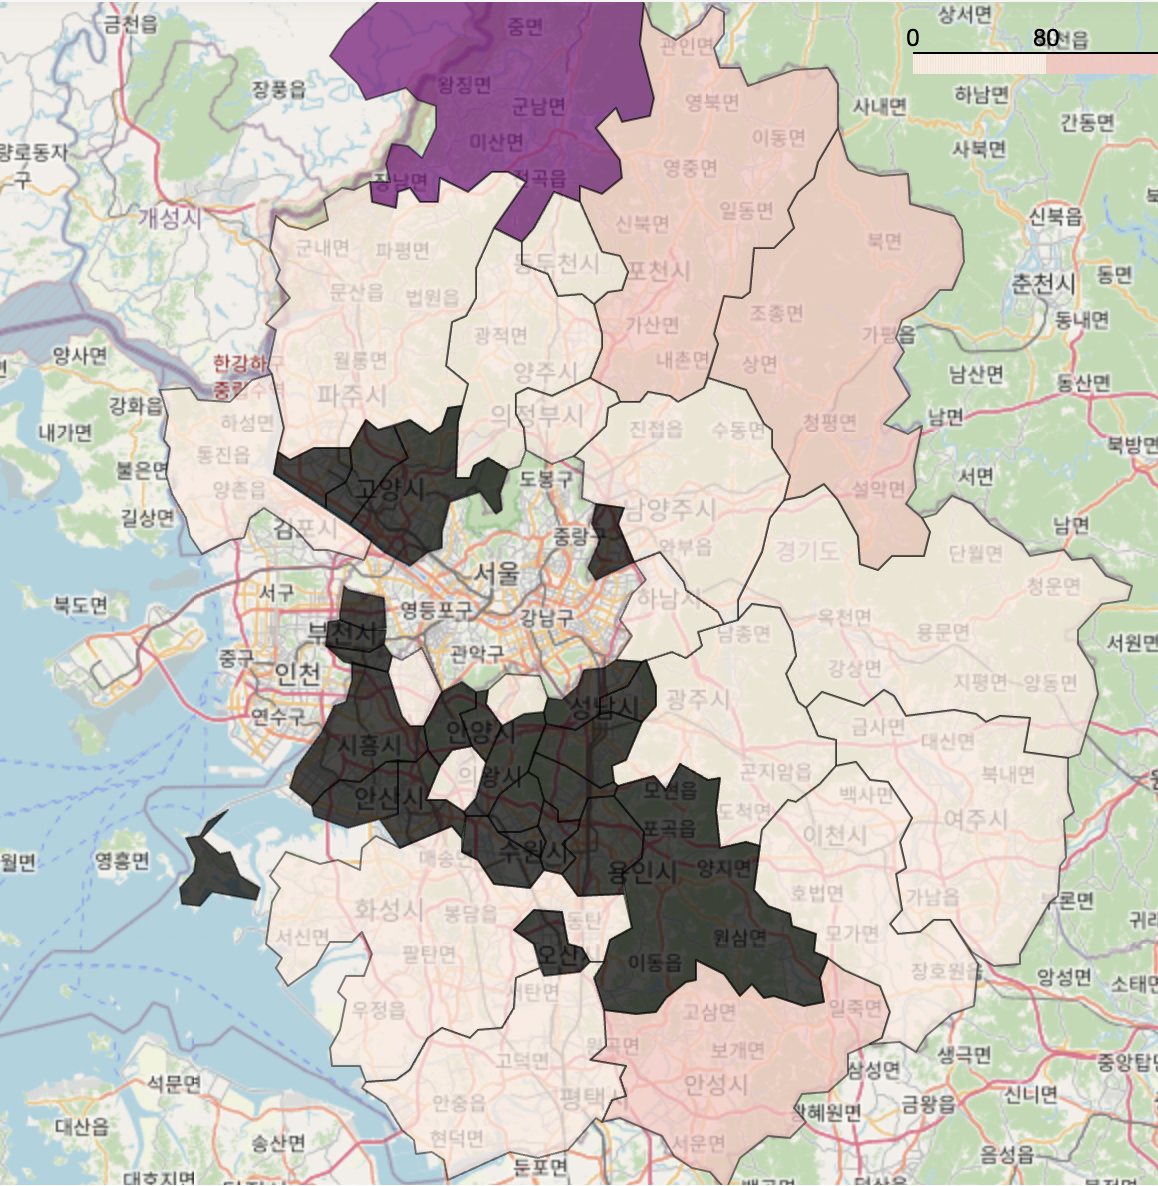 금천읍
중면
상서면
관인면
0
80
왕징면
장풍읍
군남면
영북면
사내면
하남면
간동면
미산면
이동면
사북면
량로동자
구
장남면
전곡읍
영중면
개성시
신북면
일동면
신북읍
군내면
파평면
동두천시
포천시
북면
춘천시
동면
문산읍
법원읍
가산면
조종면
동내면
광적면
가평읍
양사면
한강하구
중립수역
월롱면
양주시
내촌면
상면
남산면
동산면
강화읍
파주시
하성면
의정부시
진접읍
수동면
청평면
남면
내가면
통진읍
북방면
불은면
양촌읍
고양시
도봉구
설악면
서면
길상면
김포시
중랑구
남양주시
남면
와부읍
경기도
단월면
서울
서구
하남시
청운면
북도면
영등포구
강남구
옥천면
부천시
남종면
용문면
서원면
중구
관악구
인천
강상면
지평면
양동면
연수구
성남시
광주시
안양시
금사면
시흥시
대신면
의왕시
곤지암읍
북내면
안산시
모현읍
백사면
도척면
포곡읍
이천시
여주시
월면
영흥면
매송면
수원시
용인시
양지면
호법면
가남읍
부론면
화성시
봉담읍
동탄
서신면
원삼면
모가면
귀래
팔탄면
오산시
이동읍
장호원읍
앙성면
소태면
서탄면
우정읍
고삼면
일죽면
고덕면
보개면
생극면
석문면
안성시
삼성면
중앙탑면
안중읍
평택시
신니면
금왕읍
대산읍
현덕면
서운면
송산면
음성읍
둔포면
대호지면